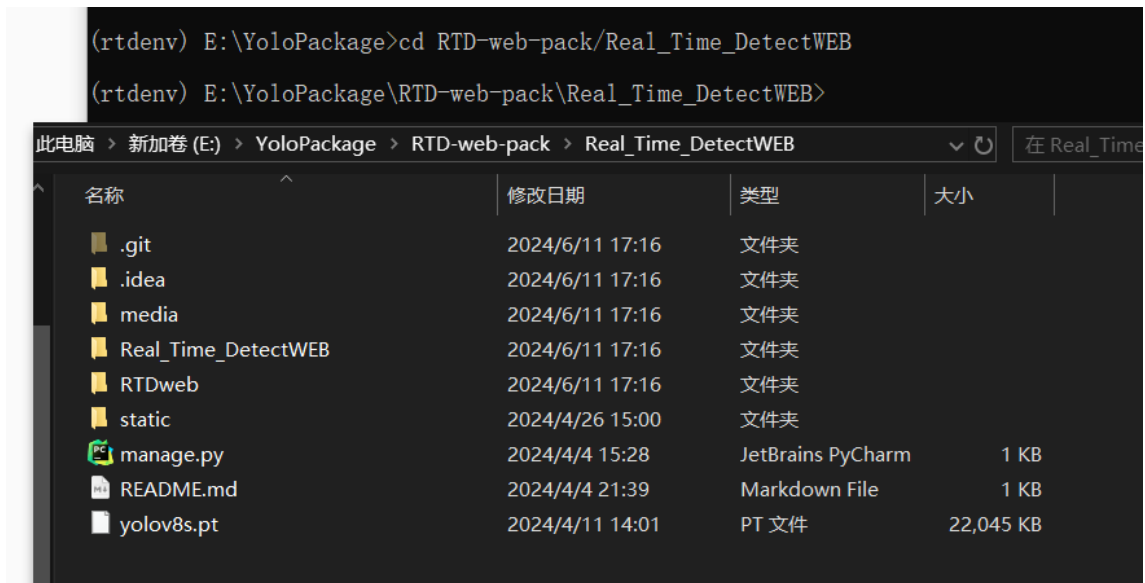 (rtdenv) E:\YoloPackage>cd RTD-web-pack/Real_Time_DetectWEB
(rtdenv) E:\YoloPackage\RTD-web-pack\Real_Time_DetectWEB>
此电脑 > 新加卷 (E:) > YoloPackage > RTD-web-pack > Real_Time_DetectWEB 在 Real_Time
名称 修改日期 类型 大小
.git 2024/6/11 17:16 文件夹
.idea 2024/6/11 17:16 文件夹
media 2024/6/11 17:16 文件夹
Real_Time_DetectWEB 2024/6/11 17:16 文件夹
RTDweb 2024/6/11 17:16 文件夹
static 2024/4/26 15:00 文件夹
manage.py 2024/4/4 15:28 JetBrains PyCharm 1 KB
README.md 2024/4/4 21:39 Markdown File 1 KB
yolov8s.pt 2024/4/11 14:01 PT 文件 22,045 KB